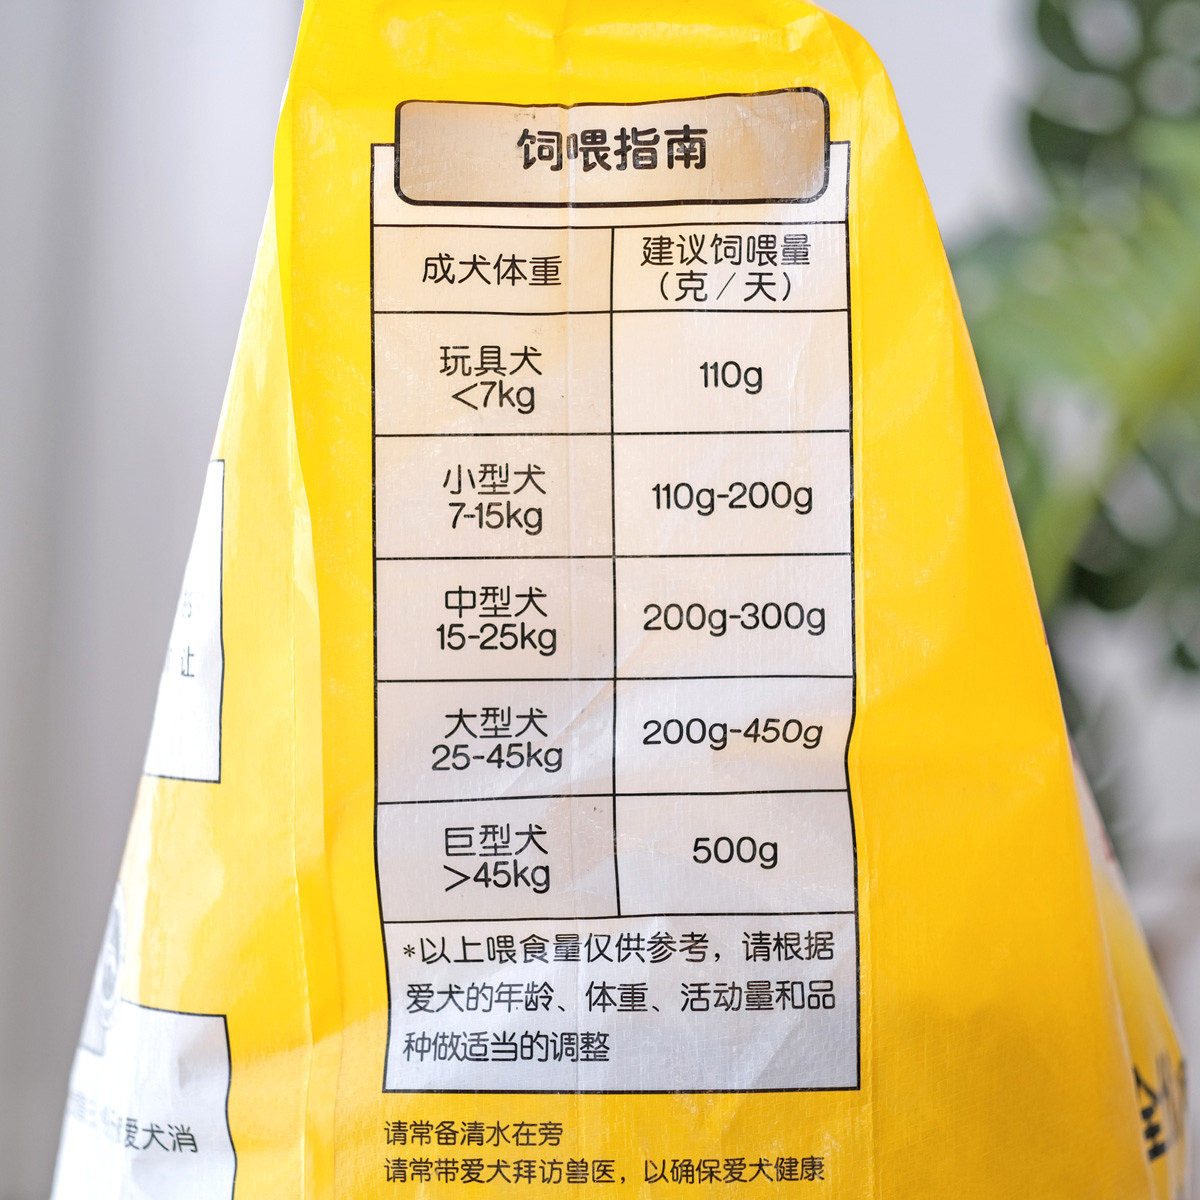 饲喂指南
成犬体重
建议饲喂量
（克/天）
玩具犬
<7kg
110g
小型犬
7-15kg
110g-200g
中型犬
15-25kg
200g-300g
大型犬
25-45kg
200g-450g
巨型犬
>45kg
500g
*以上喂食量仅供参考，请根据
爱犬的年龄、体重、活动量和品
种做适当的调整
请常备清水在旁
请常带爱犬拜访兽医，以确保爱犬健康
让
爱犬消